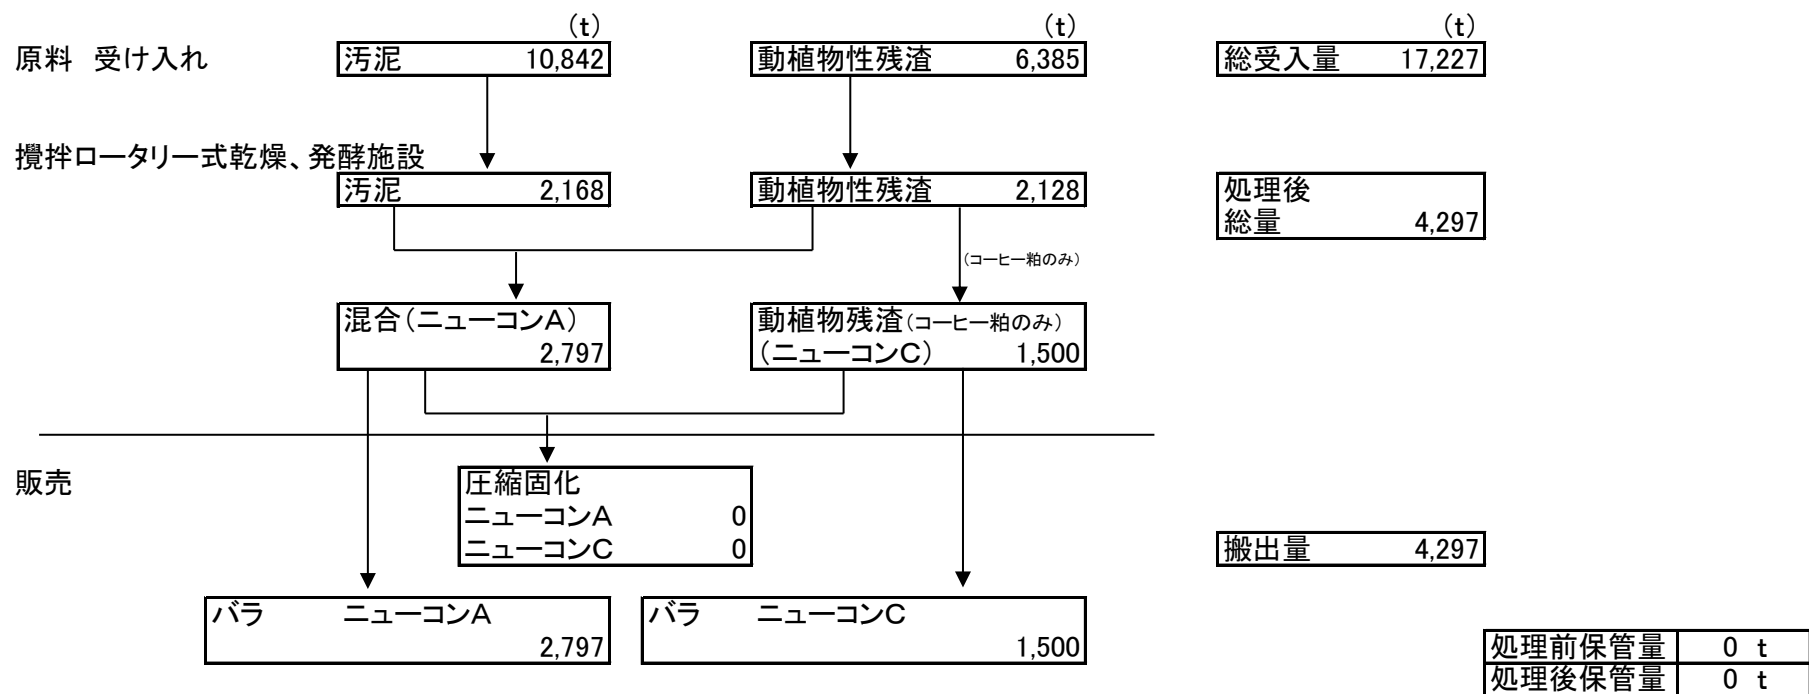 (t) (t) (t)
原料 受け入れ 汚泥 10,842 動植物性残渣 6,385 総受入量 17,227
攪拌ロータリー式乾燥、発酵施設
汚泥 2,168 動植物性残渣 2,128 処理後
総量 4,297
(コーヒー粕のみ)
混合(ニューコンA) 動植物残渣(コーヒー粕のみ)
2,797 (ニューコンC) 1,500
販売 圧縮固化
ニューコンA 0
ニューコンC 0 搬出量 4,297
バラ ニューコンA バラ ニューコンC
2,797 1,500 処理前保管量 0 t
処理後保管量 0 t